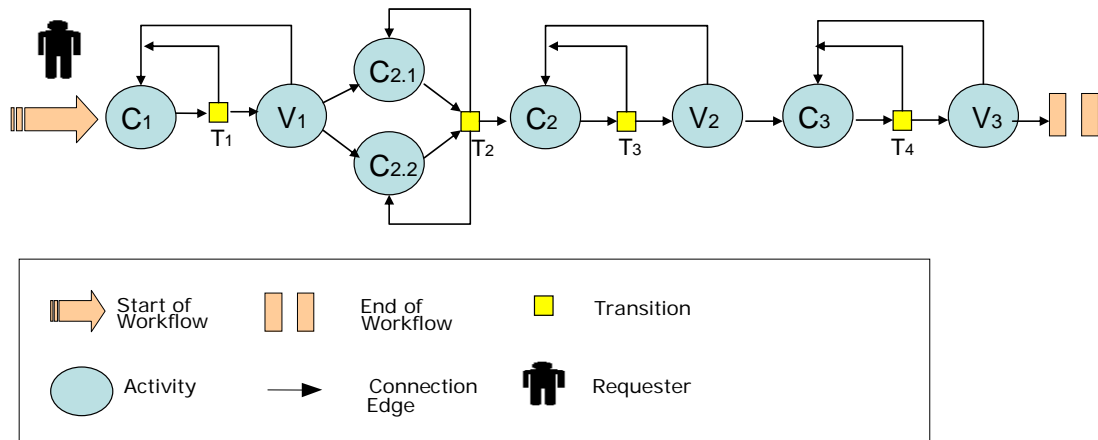 C2.1
C1
T1
V1
C2.2
T2
C2
T3
V2
C3
T4
V3
Start of
Workflow
End of
Workflow
Transition
Activity
Connection
Edge
Requester